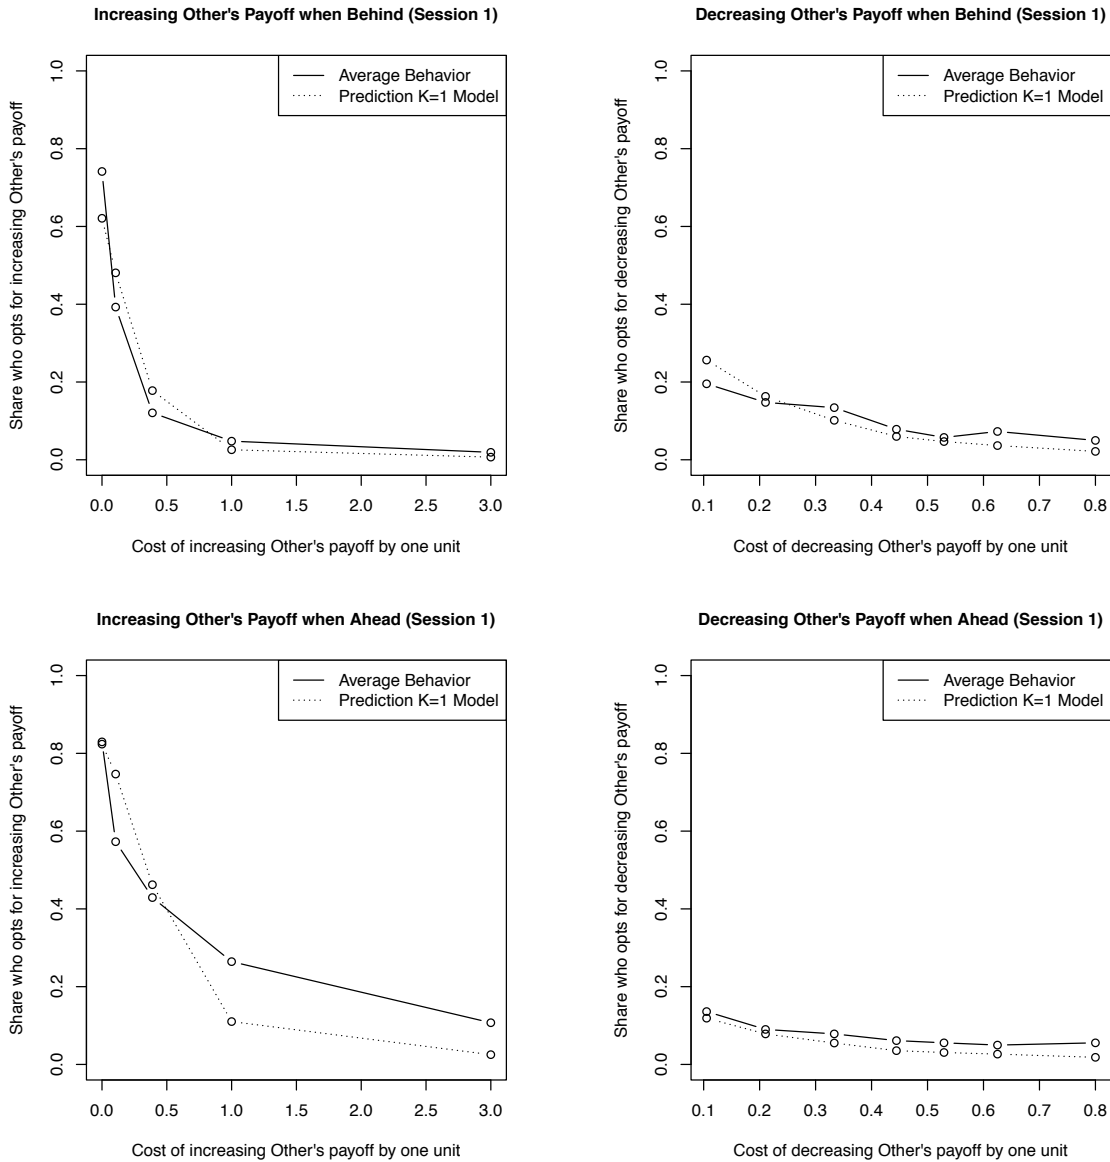 Increasing Other's Payoff when Behind (Session 1)
Share who opts for increasing Other's payoff
1.0
0.8
0.6
0.4
0.2
0.0
Average Behavior
Prediction K=1 Model
0.0 0.5 1.0 1.5 2.0 2.5 3.0
Cost of increasing Other's payoff by one unit
Decreasing Other's Payoff when Behind (Session 1)
Share who opts for decreasing Other's payoff
1.0
0.8
0.6
0.4
0.2
0.0
Average Behavior
Prediction K=1 Model
0.1 0.2 0.3 0.4 0.5 0.6 0.7 0.8
Cost of decreasing Other's payoff by one unit
Increasing Other's Payoff when Ahead (Session 1)
Share who opts for increasing Other's payoff
1.0
0.8
0.6
0.4
0.2
0.0
Average Behavior
Prediction K=1 Model
0.0 0.5 1.0 1.5 2.0 2.5 3.0
Cost of increasing Other's payoff by one unit
Decreasing Other's Payoff when Ahead (Session 1)
Share who opts for decreasing Other's payoff
1.0
0.8
0.6
0.4
0.2
0.0
Average Behavior
Prediction K=1 Model
0.1 0.2 0.3 0.4 0.5 0.6 0.7 0.8
Cost of decreasing Other's payoff by one unit